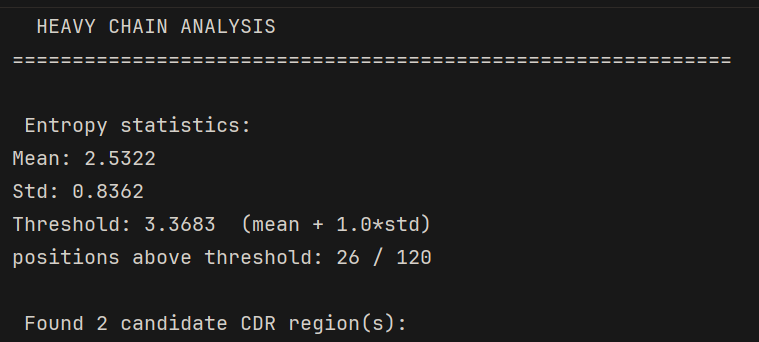 HEAVY CHAIN ANALYSIS
============================================================
Entropy statistics:
Mean: 2.5322
Std: 0.8362
Threshold: 3.3683  (mean + 1.0*std)
positions above threshold: 26 / 120
Found 2 candidate CDR region(s):